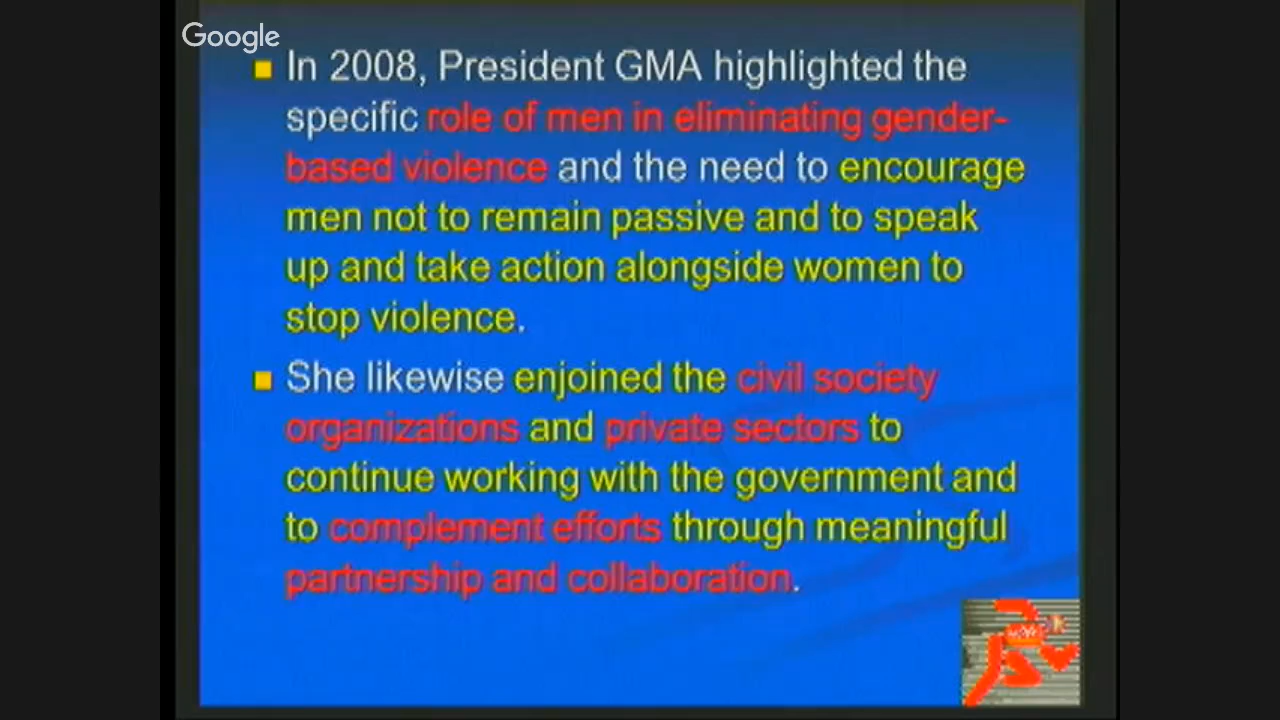 Google
In 2008, President GMA highlighted the
specific role of men in eliminating gender-
based violence and the need to encourage
men not to remain passive and to speak
up and take action alongside women to
stop violence.
She likewise enjoined the civil society
organizations and private sectors to
continue working with the government and
to complement efforts through meaningful
partnership and collaboration.